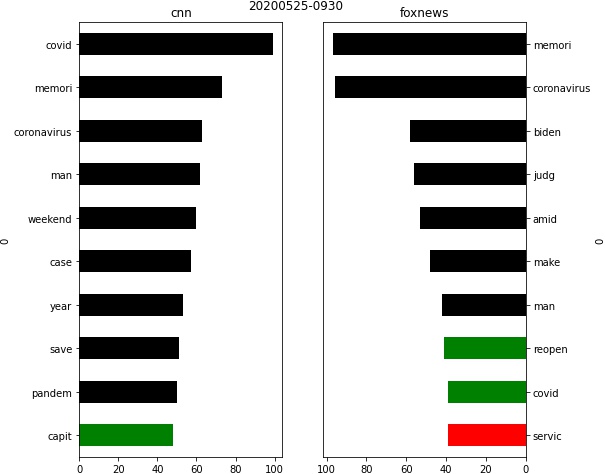 20200525-0930
cnn
foxnews
covid
memori
coronavirus
man
weekend
case
year
save
pandem
capit
0
0 20 40 60 80 100
memori
coronavirus
biden
judg
amid
make
man
reopen
covid
servic
0
100 80 60 40 20 0